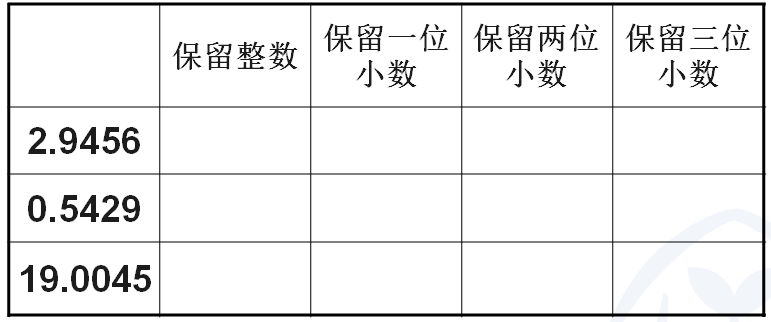 保留整数
保留一位
小数
保留两位
小数
保留三位
小数
2.9456
0.5429
19.0045